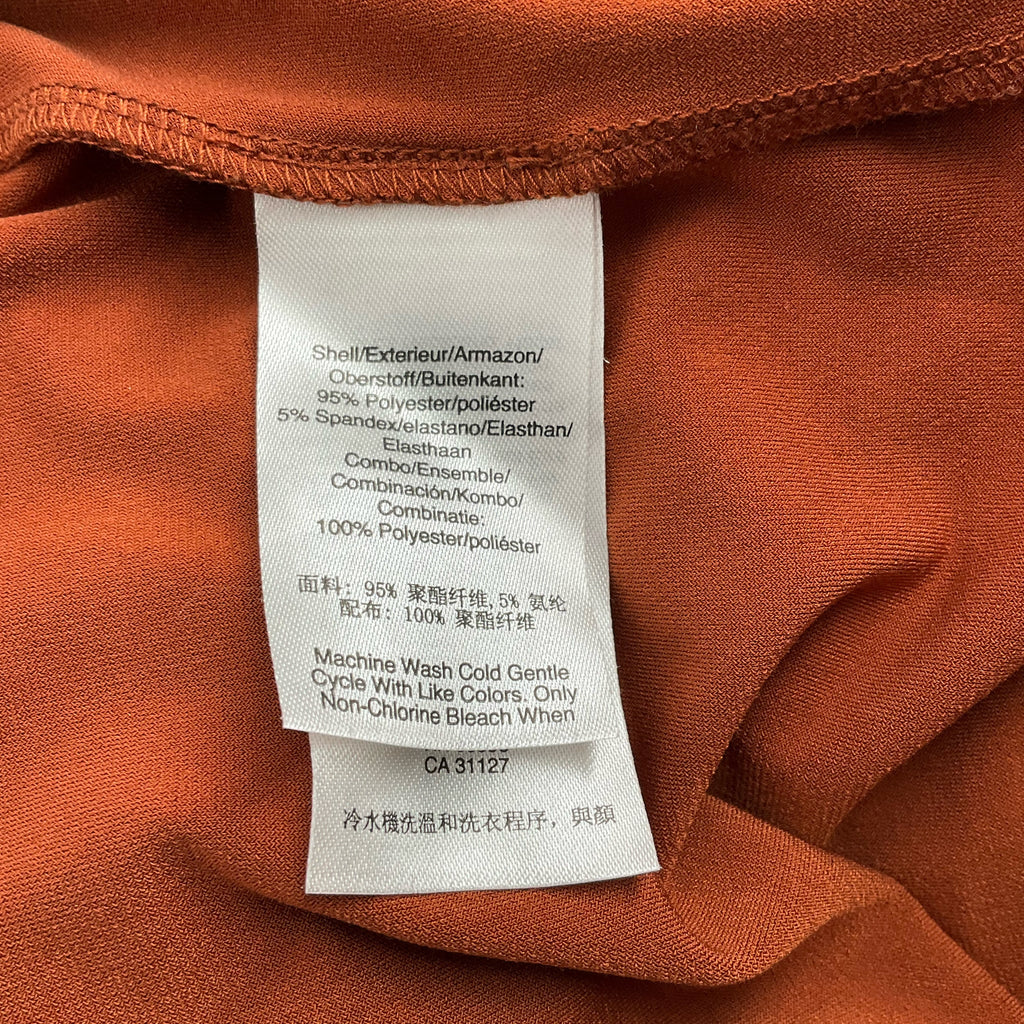 Shell/Exterieur/Armazon/
Oberstoff/Buitenkant:
95% Polyester/poliéster
5% Spandex/elastano/Elasthan/
Elasthaan
Combo/Ensemble/
Combinación/Kombo/
Combinatie:
100% Polyester/poliéster
面料: 95% 聚酯纤维, 5% 氨纶
配布: 100% 聚酯纤维
Machine Wash Cold Gentle
Cycle With Like Colors. Only
Non-Chlorine Bleach When
CA 31127
冷水機洗溫和洗衣程序，與顏